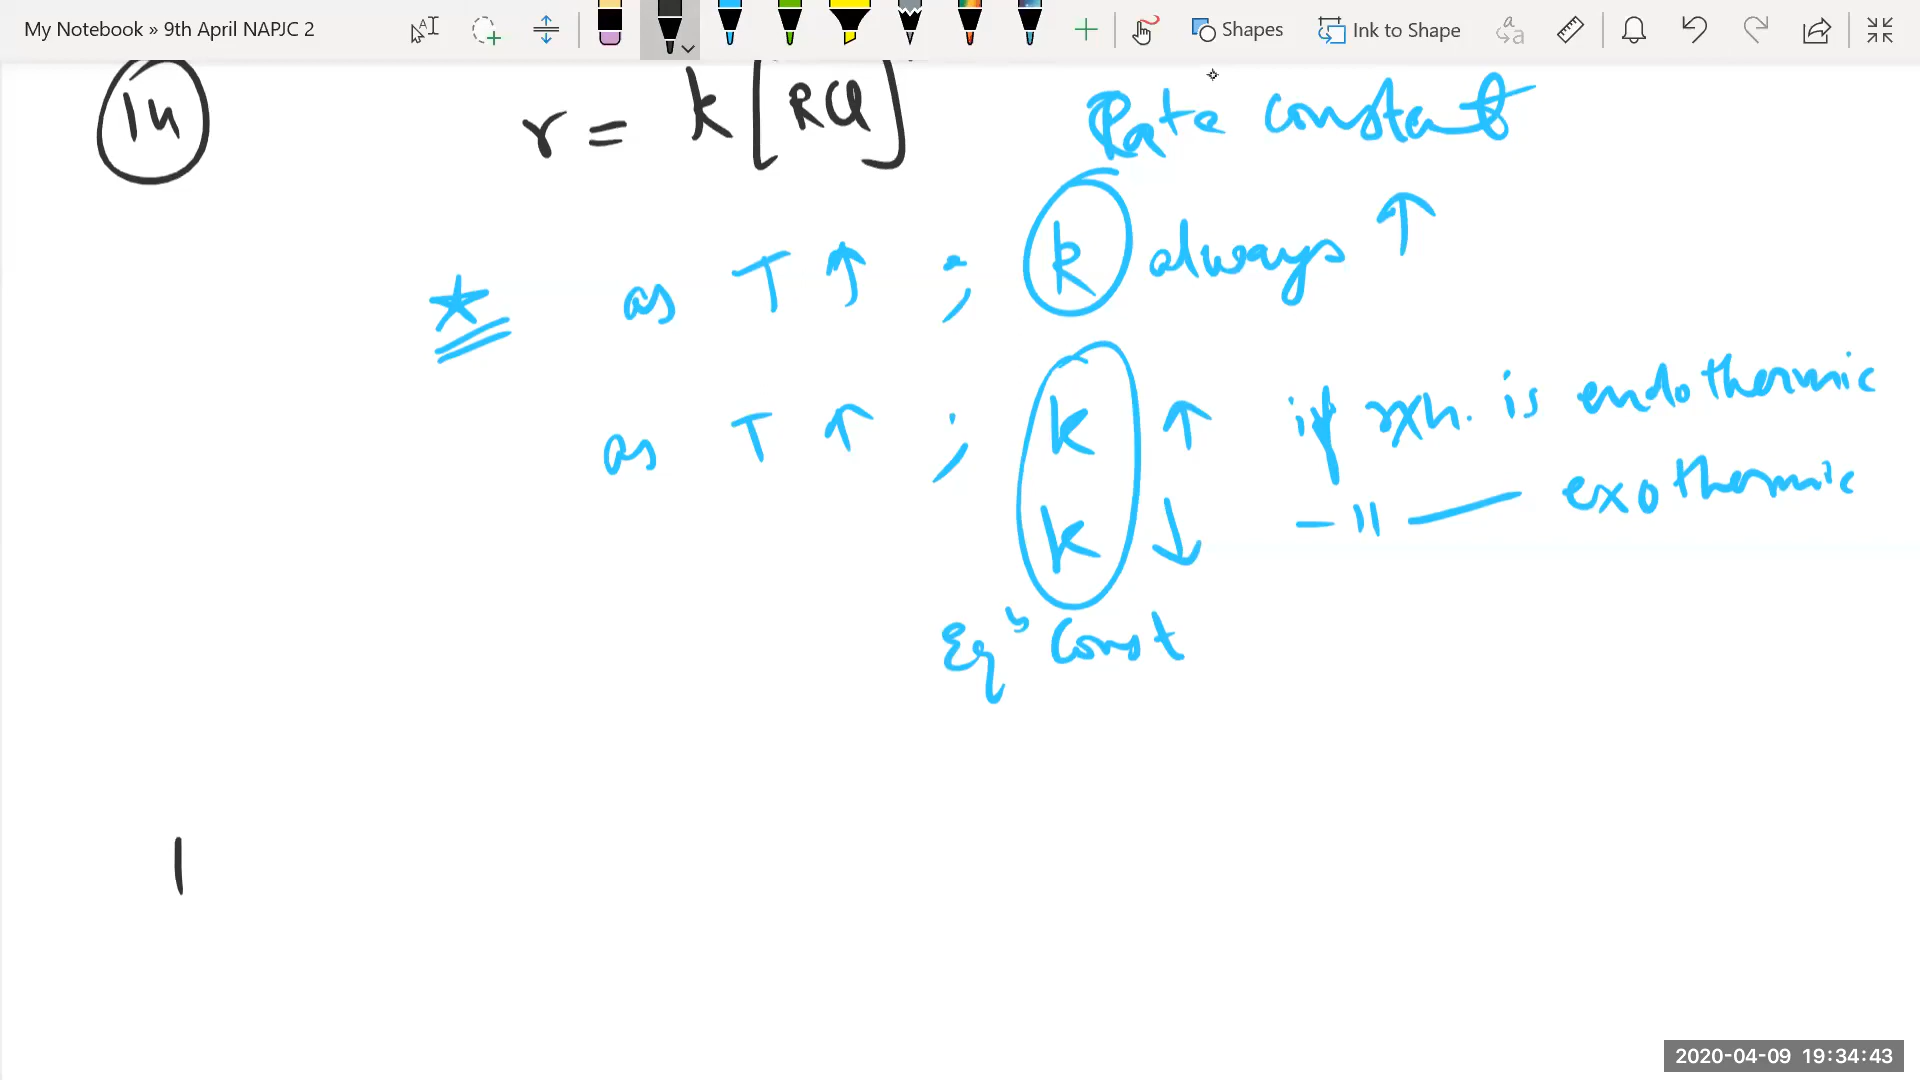 My Notebook » 9th April NAPJC 2
Shapes
Ink to Shape
14
r = k [RCl]
Rate constant
* as T ↑ ; k always ↑
as T ↑ ; K ↑ if rxn. is endothermic
K ↓ —〃— exothermic
Eqᵇ Const
2020-04-09 19:34:43